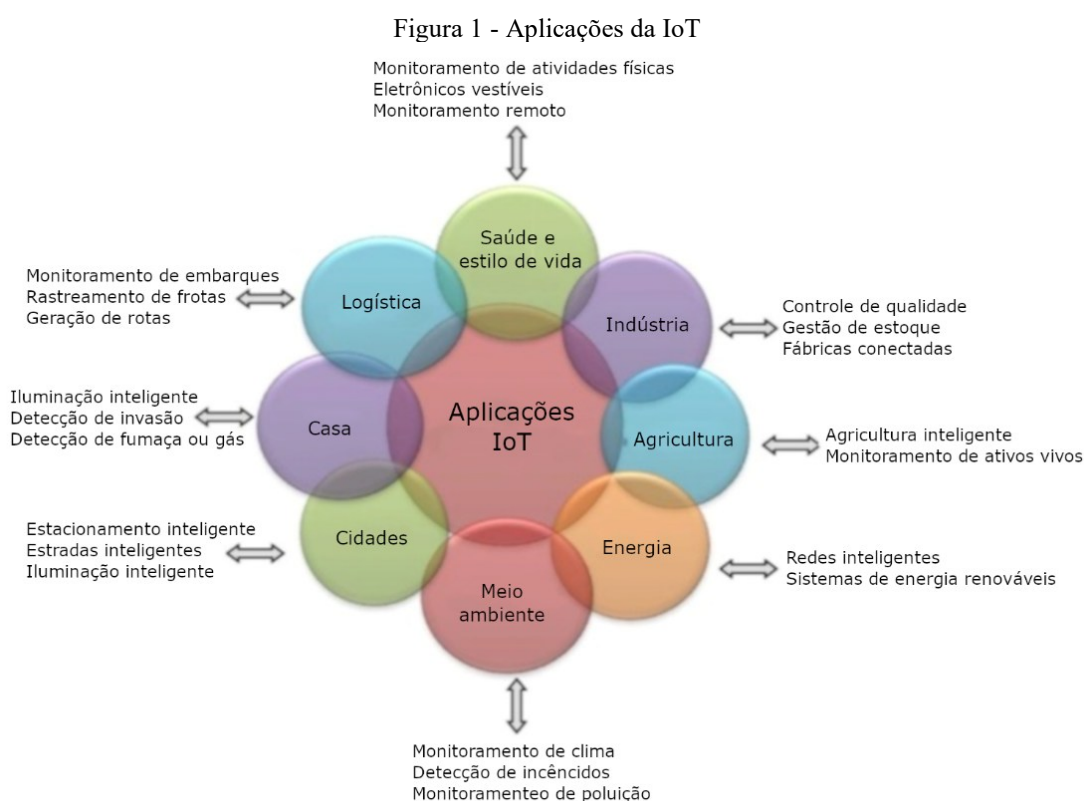 Figura 1 - Aplicações da IoT
Monitoramento de atividades físicas
Eletrônicos vestíveis
Monitoramento remoto
Saúde e
estilo de vida
Logística
Monitoramento de embarques
Rastreamento de frotas
Geração de rotas
Indústria
Controle de qualidade
Gestão de estoque
Fábricas conectadas
Aplicações
IoT
Casa
Iluminação inteligente
Detecção de invasão
Detecção de fumaça ou gás
Agricultura
Agricultura inteligente
Monitoramento de ativos vivos
Cidades
Estacionamento inteligente
Estradas inteligentes
Iluminação inteligente
Energia
Redes inteligentes
Sistemas de energia renováveis
Meio
ambiente
Monitoramento de clima
Detecção de incêncidos
Monitoramenteo de poluição